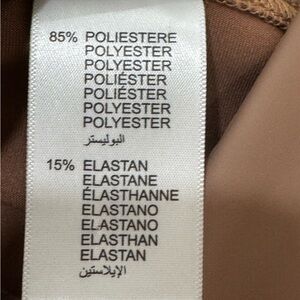 85% POLIESTERE
POLYESTER
POLYESTER
POLIÉSTER
POLIÉSTER
POLYESTER
POLYESTER
البوليستر
15% ELASTAN
ELASTANE
ÉLASTHANNE
ELASTANO
ELASTANO
ELASTHAN
ELASTAN
الإيلاستين